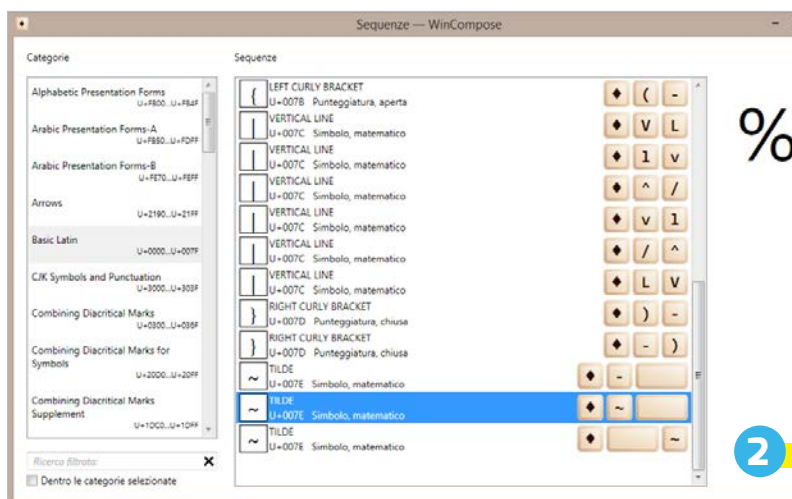 Sequenze — WinCompose
Categorie
Sequenze
Alphabetic Presentation Forms
U+FB00...U+FB4F
Arabic Presentation Forms-A
U+FB50...U+FDFF
Arabic Presentation Forms-B
U+FE70...U+FEFF
Arrows
U+2190...U+21FF
Basic Latin
U+0000...U+007F
CJK Symbols and Punctuation
U+3000...U+303F
Combining Diacritical Marks
U+0300...U+036F
Combining Diacritical Marks for
Symbols
U+20D0...U+20FF
Combining Diacritical Marks
Supplement
U+1DC0...U+1DFF
Ricerca filtrata:
Dentro le categorie selezionate
{ LEFT CURLY BRACKET ♦ ( -
U+007B Punteggiatura, aperta
| VERTICAL LINE ♦ V L
U+007C Simbolo, matematico
| VERTICAL LINE ♦ l v
U+007C Simbolo, matematico
| VERTICAL LINE ♦ ^ /
U+007C Simbolo, matematico
| VERTICAL LINE ♦ v l
U+007C Simbolo, matematico
| VERTICAL LINE ♦ / ^
U+007C Simbolo, matematico
| VERTICAL LINE ♦ L V
U+007C Simbolo, matematico
} RIGHT CURLY BRACKET ♦ ) -
U+007D Punteggiatura, chiusa
} RIGHT CURLY BRACKET ♦ - )
U+007D Punteggiatura, chiusa
~ TILDE ♦ -
U+007E Simbolo, matematico
~ TILDE ♦ ~
U+007E Simbolo, matematico
~ TILDE ♦ ~
U+007E Simbolo, matematico
%
2